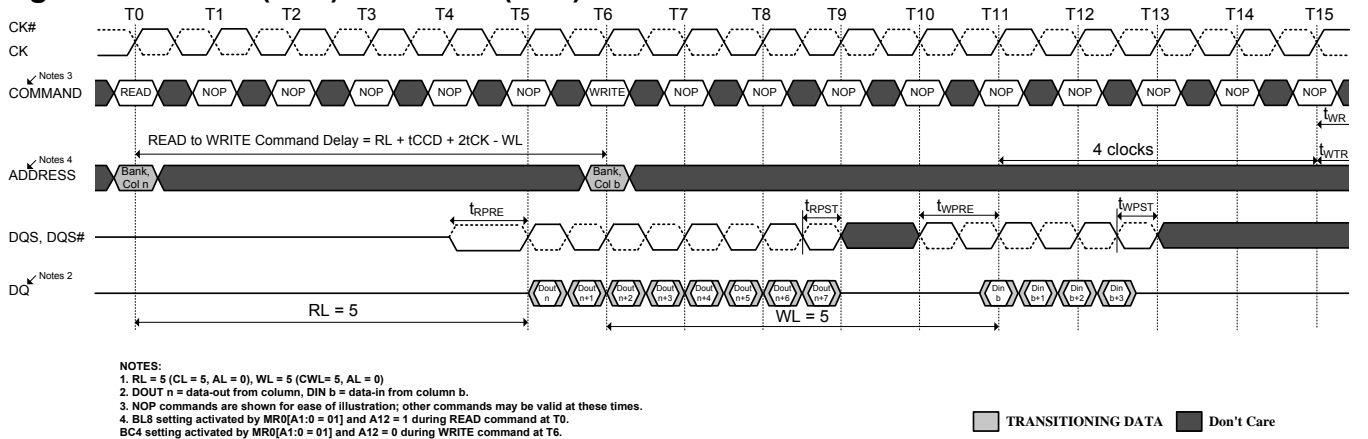 T0 T1 T2 T3 T4 T5 T6 T7 T8 T9 T10 T11 T12 T13 T14 T15
CK#
CK
Notes 3
COMMAND READ NOP NOP NOP NOP NOP WRITE NOP NOP NOP NOP NOP NOP NOP NOP NOP
tWR
READ to WRITE Command Delay = RL + tCCD + 2tCK - WL
4 clocks
tWTR
Notes 4
ADDRESS
Bank, Col n
Bank, Col b
tRPRE tRPST tWPRE tWPST
DQS, DQS#
Notes 2
DQ
Dout n Dout n+1 Dout n+2 Dout n+3 Dout n+4 Dout n+5 Dout n+6 Dout n+7 Din b Din b+1 Din b+2 Din b+3
RL = 5 WL = 5
NOTES:
1. RL = 5 (CL = 5, AL = 0), WL = 5 (CWL= 5, AL = 0)
2. DOUT n = data-out from column, DIN b = data-in from column b.
3. NOP commands are shown for ease of illustration; other commands may be valid at these times.
4. BL8 setting activated by MR0[A1:0 = 01] and A12 = 1 during READ command at T0.
BC4 setting activated by MR0[A1:0 = 01] and A12 = 0 during WRITE command at T6.
TRANSITIONING DATA Don't Care